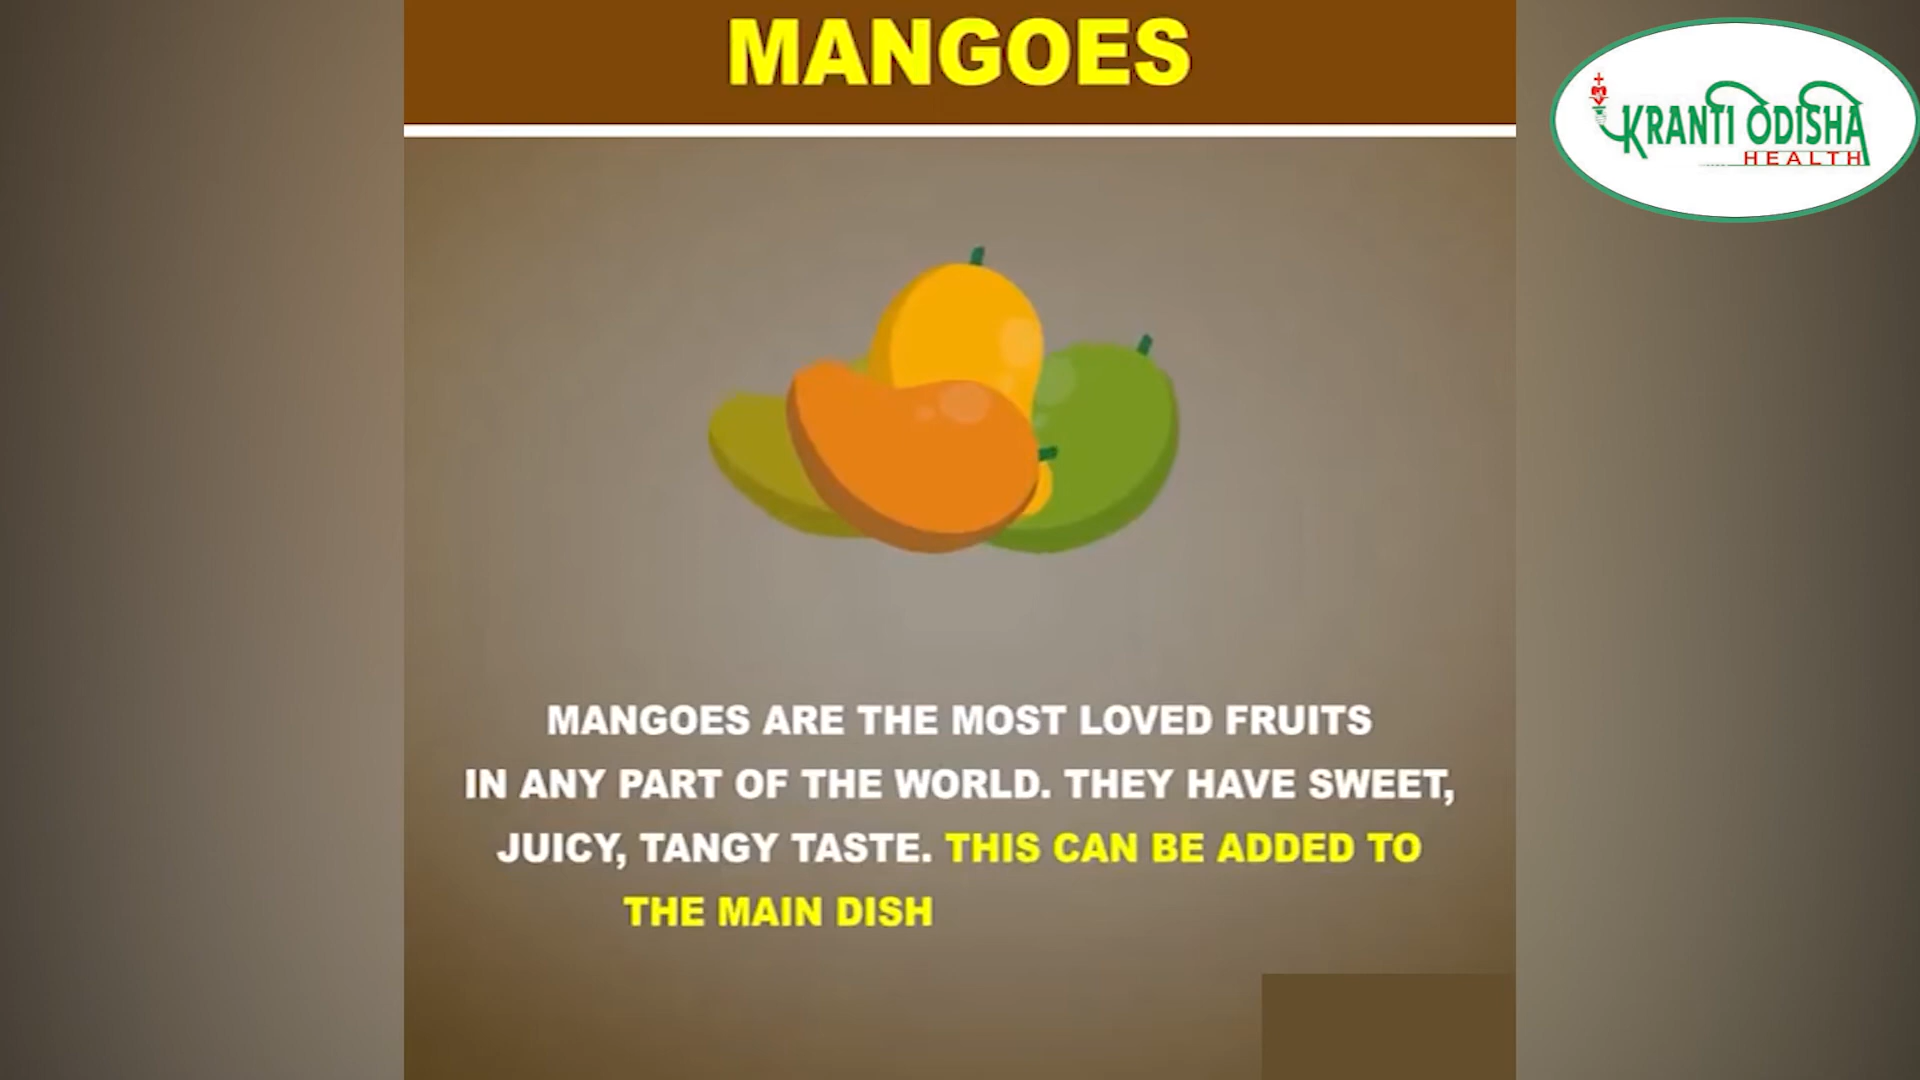 MANGOES
KRANTI ODISHA
HEALTH
MANGOES ARE THE MOST LOVED FRUITS
IN ANY PART OF THE WORLD. THEY HAVE SWEET,
JUICY, TANGY TASTE. THIS CAN BE ADDED TO
THE MAIN DISH